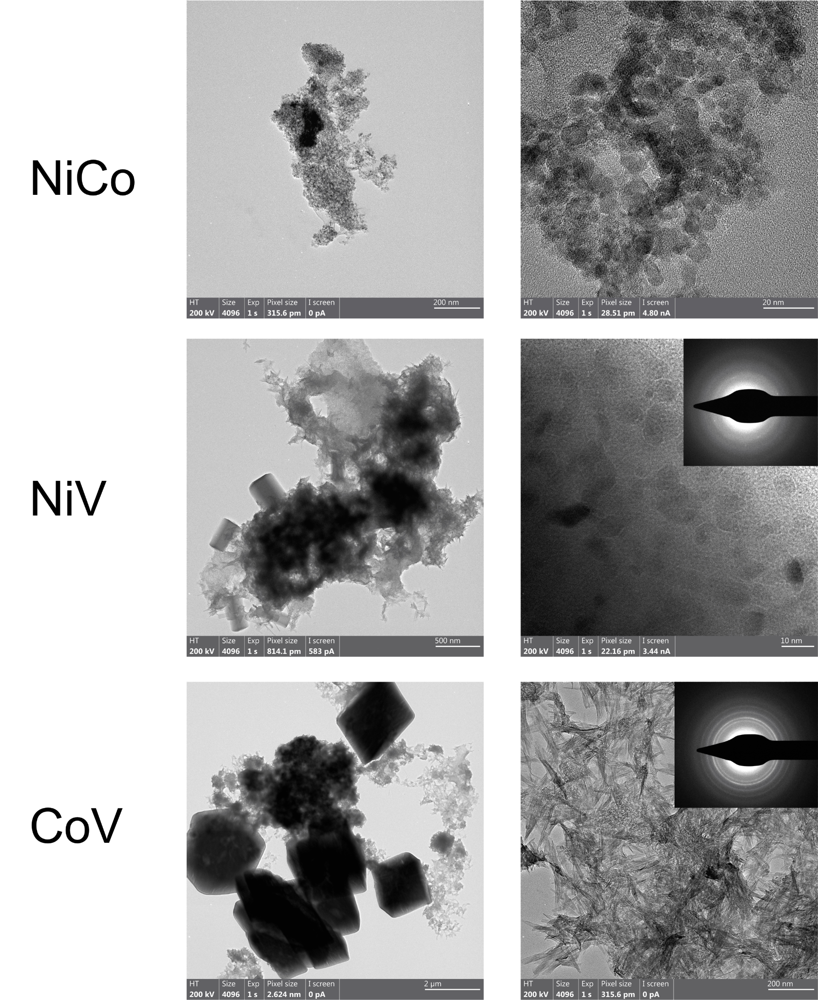 NiCo
HT Size Exp Pixel size I screen 200 nm
200 kV 4096 1 s 315.6 pm 0 pA
HT Size Exp Pixel size I screen 20 nm
200 kV 4096 1 s 28.51 pm 4.80 nA
NiV
HT Size Exp Pixel size I screen 500 nm
200 kV 4096 1 s 814.1 pm 583 pA
HT Size Exp Pixel size I screen 10 nm
200 kV 4096 1 s 22.16 pm 3.44 nA
CoV
HT Size Exp Pixel size I screen 2 µm
200 kV 4096 1 s 2.624 nm 0 pA
HT Size Exp Pixel size I screen 200 nm
200 kV 4096 1 s 315.6 pm 0 pA